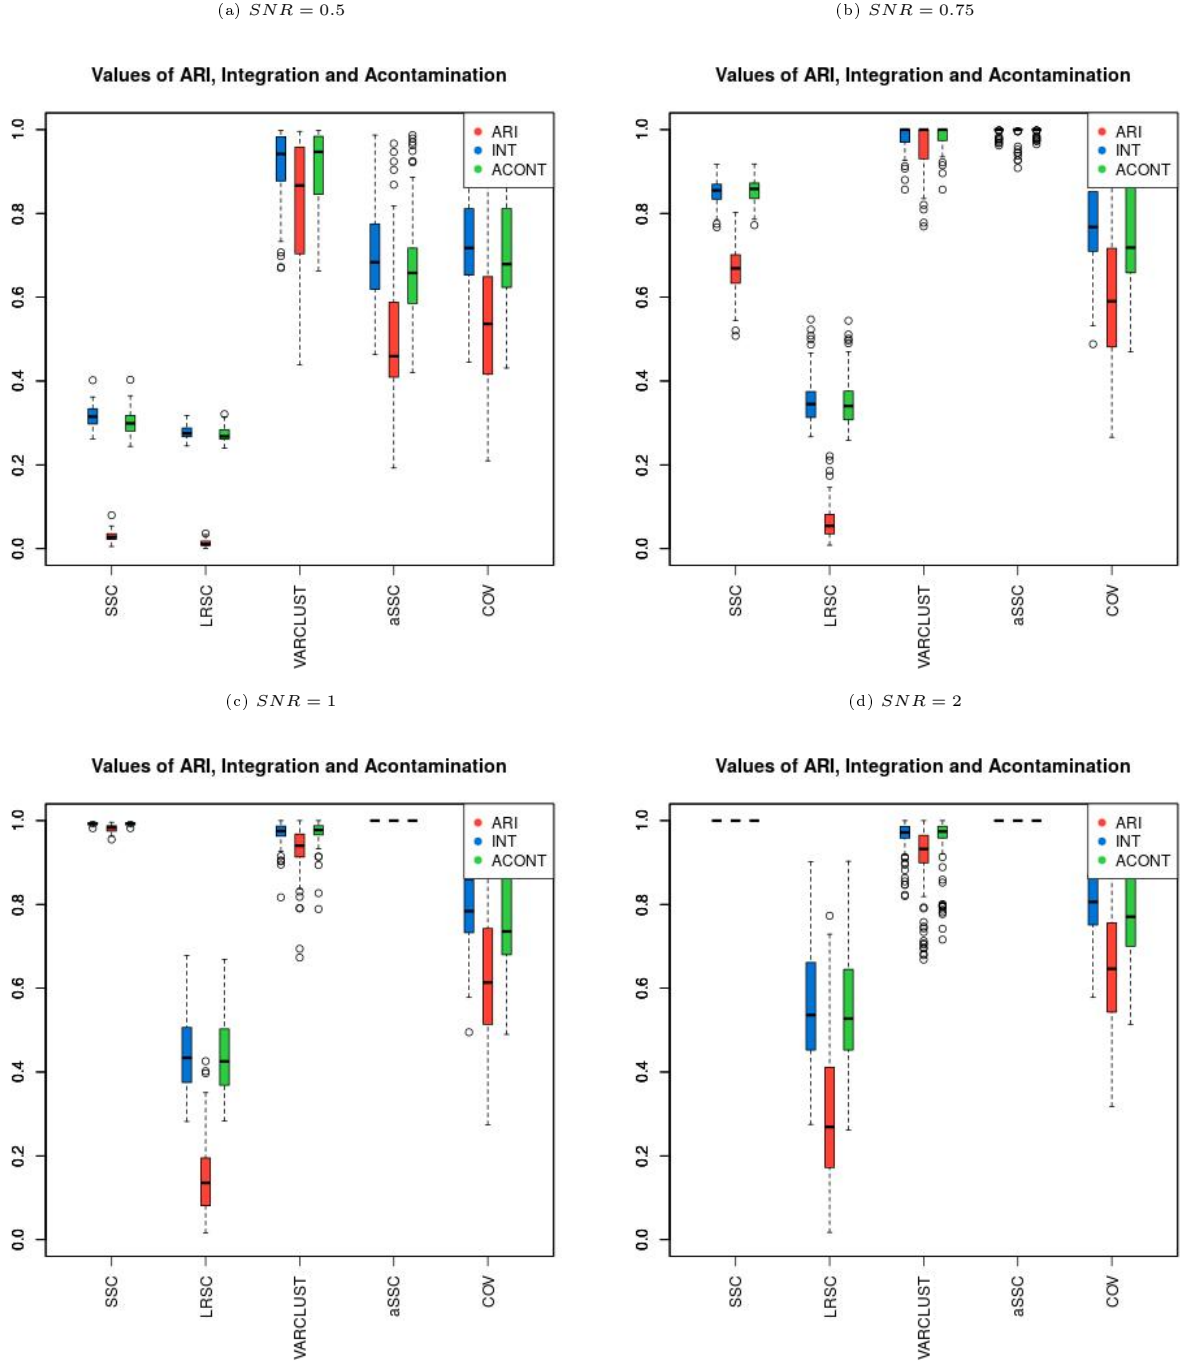 (a) SNR = 0.5
Values of ARI, Integration and Acontamination
ARI
INT
ACONT
1.0
0.8
0.6
0.4
0.2
0.0
SSC
LRSC
VARCLUST
aSSC
COV
(b) SNR = 0.75
Values of ARI, Integration and Acontamination
ARI
INT
ACONT
1.0
0.8
0.6
0.4
0.2
0.0
SSC
LRSC
VARCLUST
aSSC
COV
(c) SNR = 1
Values of ARI, Integration and Acontamination
ARI
INT
ACONT
1.0
0.8
0.6
0.4
0.2
0.0
SSC
LRSC
VARCLUST
aSSC
COV
(d) SNR = 2
Values of ARI, Integration and Acontamination
ARI
INT
ACONT
1.0
0.8
0.6
0.4
0.2
0.0
SSC
LRSC
VARCLUST
aSSC
COV